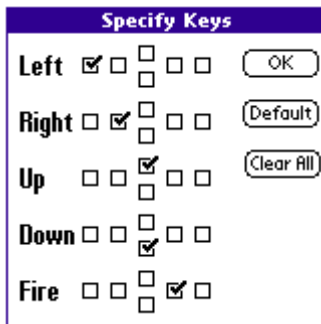 Specify Keys
Left
OK
Right
Default
Up
Clear All
Down
Fire